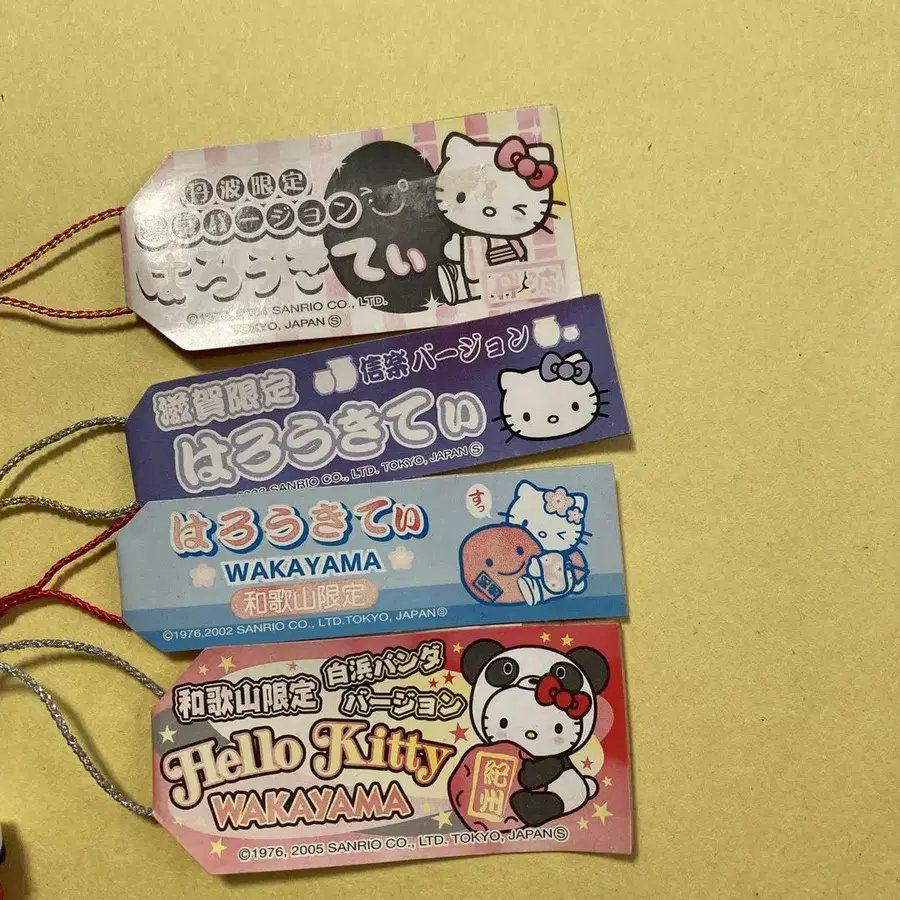 丹波限定
バージョン
はろうきてぃ
SANRIO CO., LTD.
TOKYO, JAPAN Ⓢ
滋賀限定
信楽バージョン
はろうきてぃ
SANRIO CO., LTD. TOKYO, JAPAN Ⓢ
はろうきてぃ
すっ
WAKAYAMA
和歌山限定
©1976,2002 SANRIO CO., LTD.TOKYO, JAPANⓈ
和歌山限定
白浜パンダ
バージョン
Hello Kitty
WAKAYAMA
©1976, 2005 SANRIO CO., LTD. TOKYO, JAPANⓈ